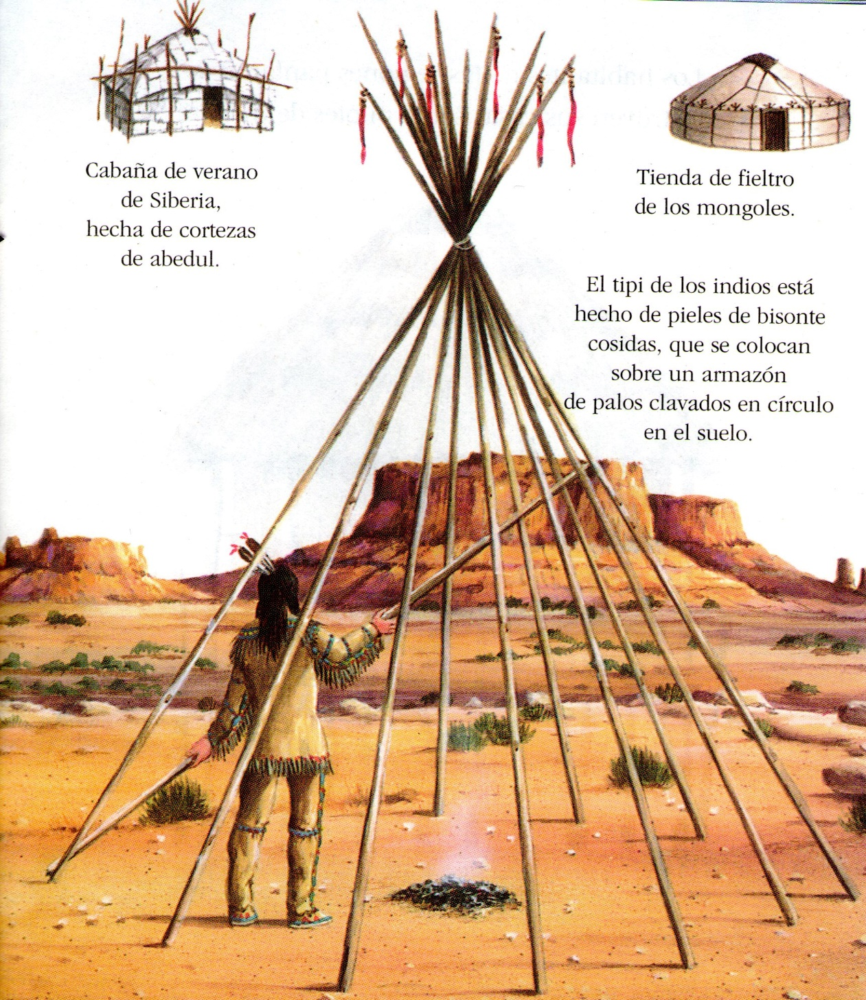 Cabaña de verano
de Siberia,
hecha de cortezas
de abedul.
Tienda de fieltro
de los mongoles.
El tipi de los indios está
hecho de pieles de bisonte
cosidas, que se colocan
sobre un armazón
de palos clavados en círculo
en el suelo.